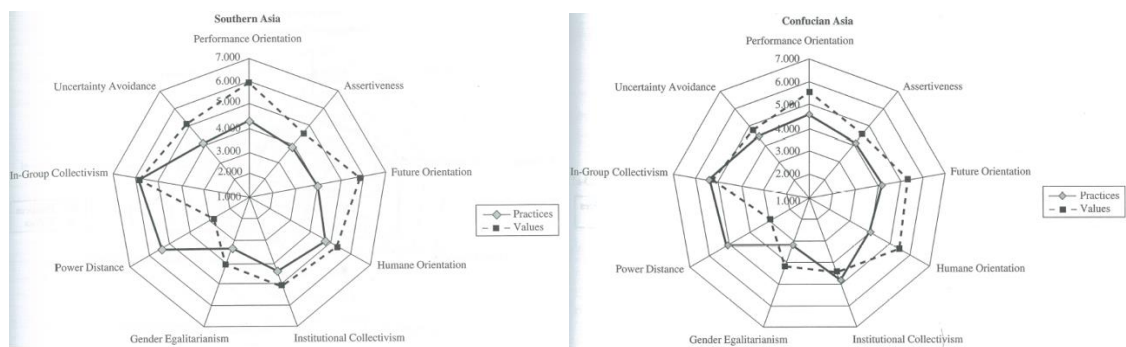 Southern Asia
Performance Orientation
7.000
6.000
5.000
4.000
3.000
2.000
1.000
Assertiveness
Future Orientation
Humane Orientation
Institutional Collectivism
Gender Egalitarianism
Power Distance
In-Group Collectivism
Uncertainty Avoidance
Practices
Values
Confucian Asia
Performance Orientation
7.000
6.000
5.000
4.000
3.000
2.000
1.000
Assertiveness
Future Orientation
Humane Orientation
Institutional Collectivism
Gender Egalitarianism
Power Distance
In-Group Collectivism
Uncertainty Avoidance
Practices
Values